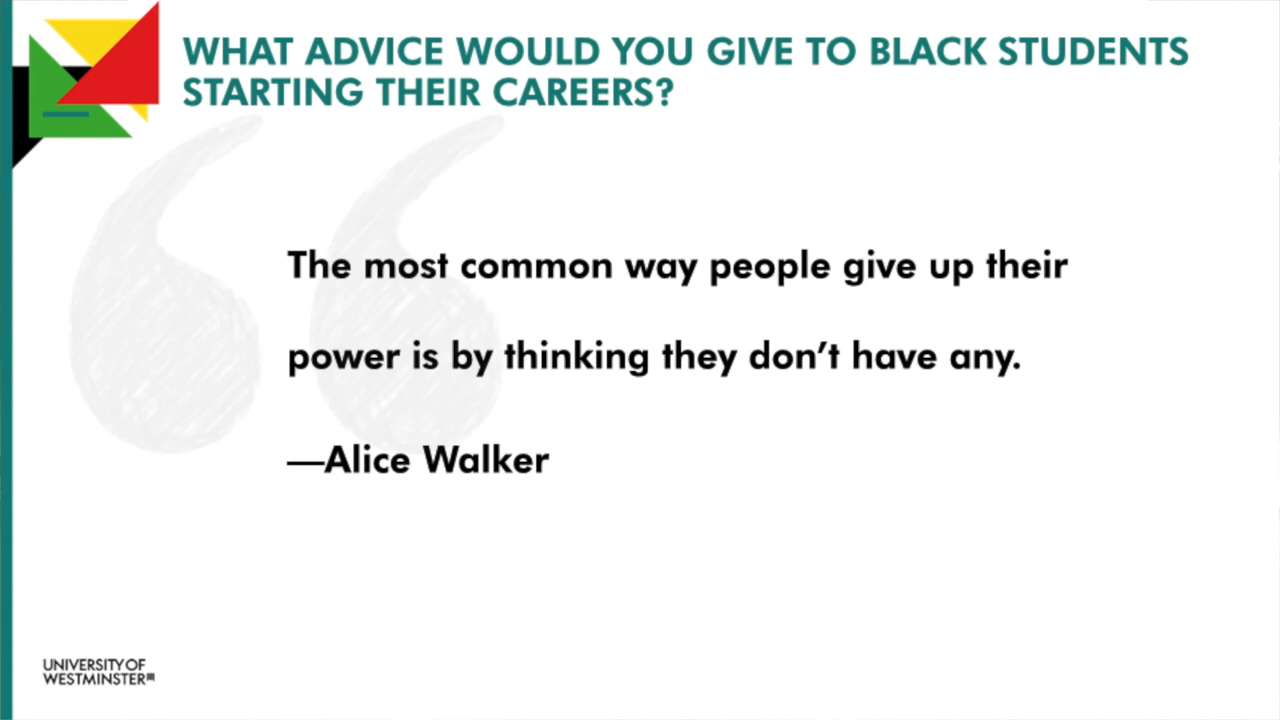 WHAT ADVICE WOULD YOU GIVE TO BLACK STUDENTS
STARTING THEIR CAREERS?
The most common way people give up their
power is by thinking they don’t have any.
—Alice Walker
UNIVERSITY OF
WESTMINSTER